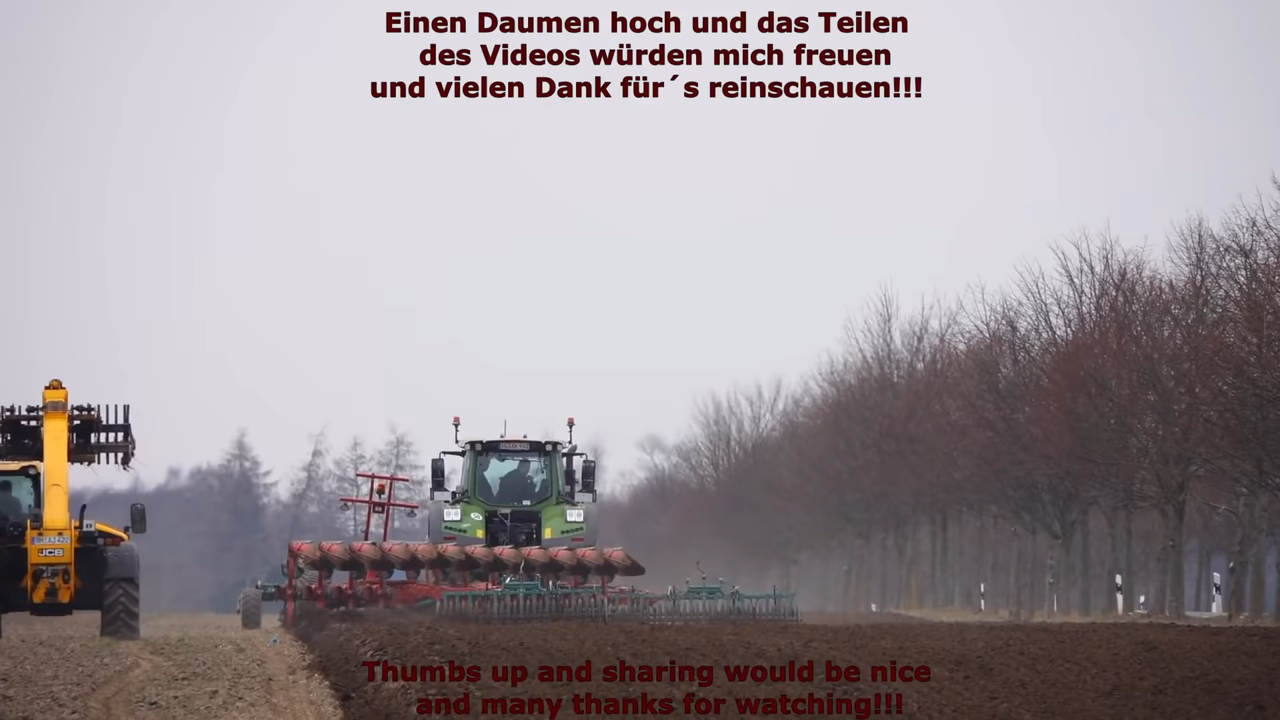 Einen Daumen hoch und das Teilen
des Videos würden mich freuen
und vielen Dank für´s reinschauen!!!
JCB
Thumbs up and sharing would be nice
and many thanks for watching!!!